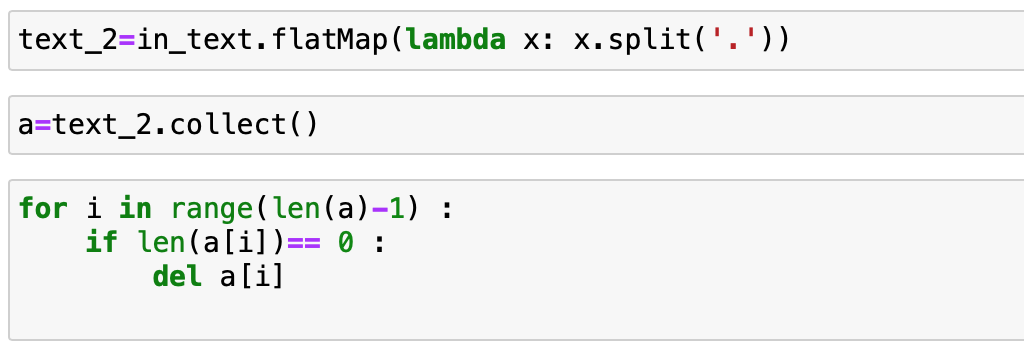 text_2=in_text.flatMap(lambda x: x.split('.'))
a=text_2.collect()
for i in range(len(a)-1) :
    if len(a[i])== 0 :
        del a[i]